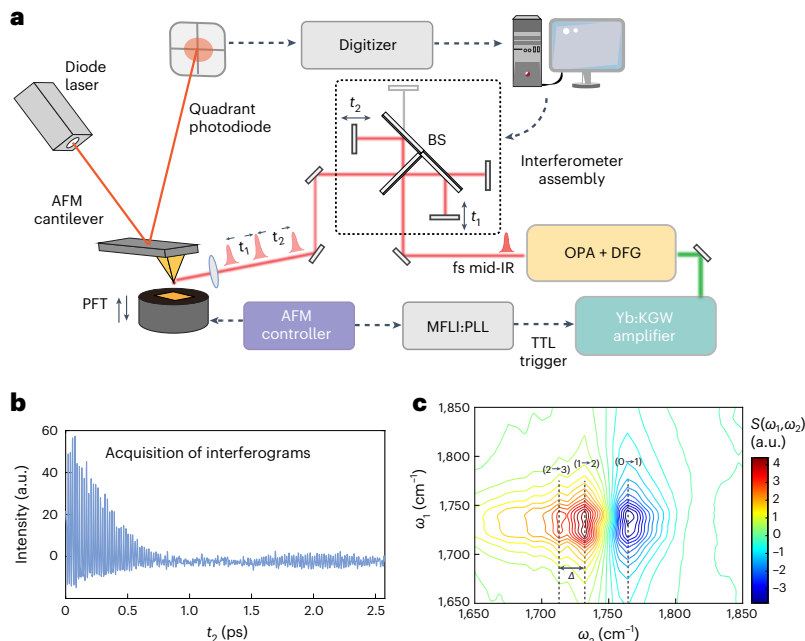 a
Diode
laser
Quadrant
photodiode
Digitizer
AFM
cantilever
t2
BS
t1
Interferometer
assembly
t1
t2
fs mid-IR
OPA + DFG
PFT
AFM
controller
MFLI:PLL
TTL
trigger
Yb:KGW
amplifier
b
Acquisition of interferograms
Intensity (a.u.)
60
40
20
0
0
0.5
1.0
1.5
2.0
2.5
t2 (ps)
c
ω1 (cm−1)
1,850
1,800
1,750
1,700
1,650
(2→3)
(1→2)
(0→1)
Δ
1,650
1,700
1,750
1,800
1,850
S(ω1,ω2)
(a.u.)
4
3
2
1
0
−1
−2
−3